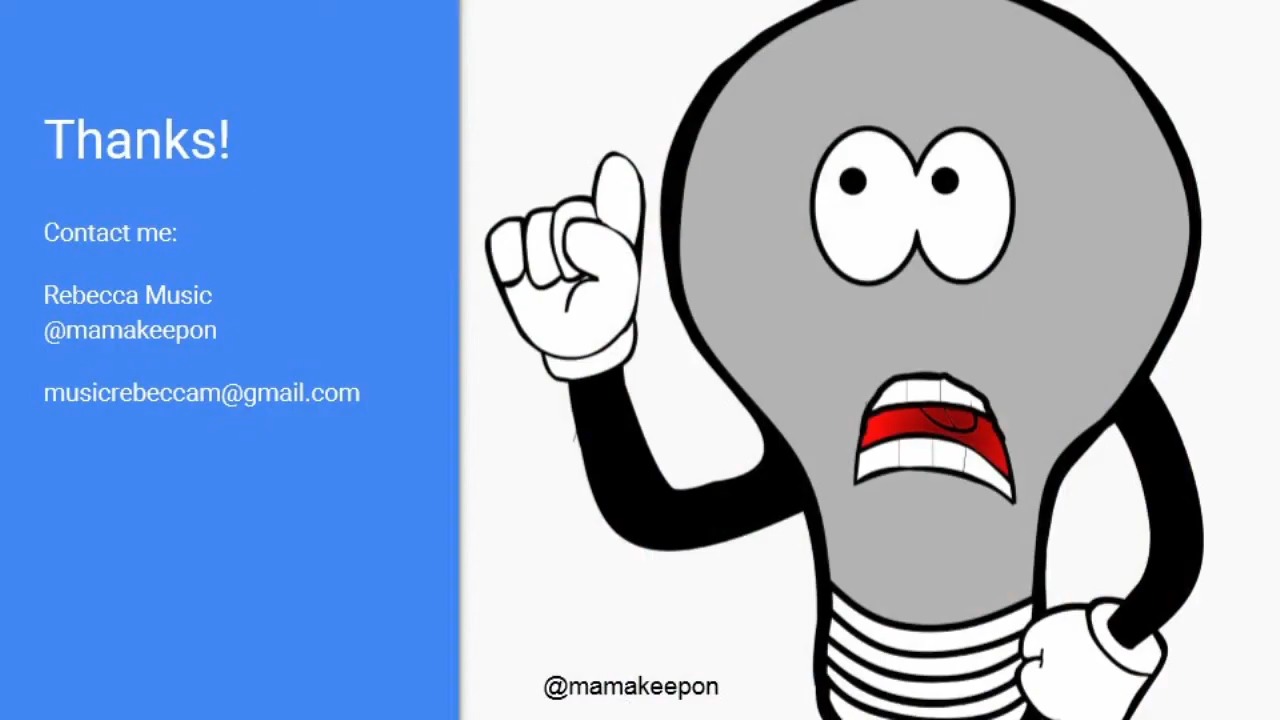 Thanks!
Contact me:
Rebecca Music
@mamakeepon
musicrebeccam@gmail.com
@mamakeepon